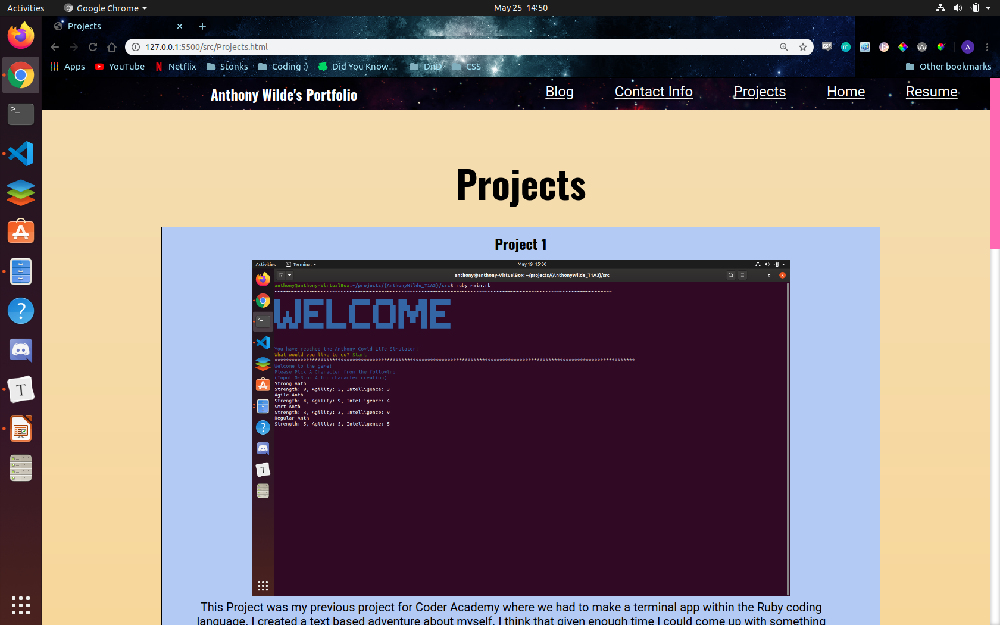 Activities Google Chrome May 25 14:50
Projects
127.0.0.1:5500/src/Projects.html
Apps YouTube Netflix Stonks Coding :) Did You Know... DnD CSS Other bookmarks
Anthony Wilde's Portfolio Blog Contact Info Projects Home Resume
Projects
Project 1
Activities Terminal May 19 15:00
anthony@anthony-VirtualBox: ~/projects/{AnthonyWilde_T1A3}/src
anthony@anthony-VirtualBox:~/projects/{AnthonyWilde_T1A3}/src$ ruby main.rb
WELCOME
You have reached the Anthony Covid Life Simulator!
What would you like to do? Start
Welcome to the game!
Please Pick A Character from the following
(Input 0-3 or 4 for character creation)
Strong Anth
Strength: 9, Agility: 5, Intelligence: 3
Agile Anth
Strength: 4, Agility: 9, Intelligence: 4
Smrt Anth
Strength: 3, Agility: 3, Intelligence: 9
Regular Anth
Strength: 5, Agility: 5, Intelligence: 5
This Project was my previous project for Coder Academy where we had to make a terminal app within the Ruby coding
language. I created a text based adventure about myself. I think that given enough time I could come up with something